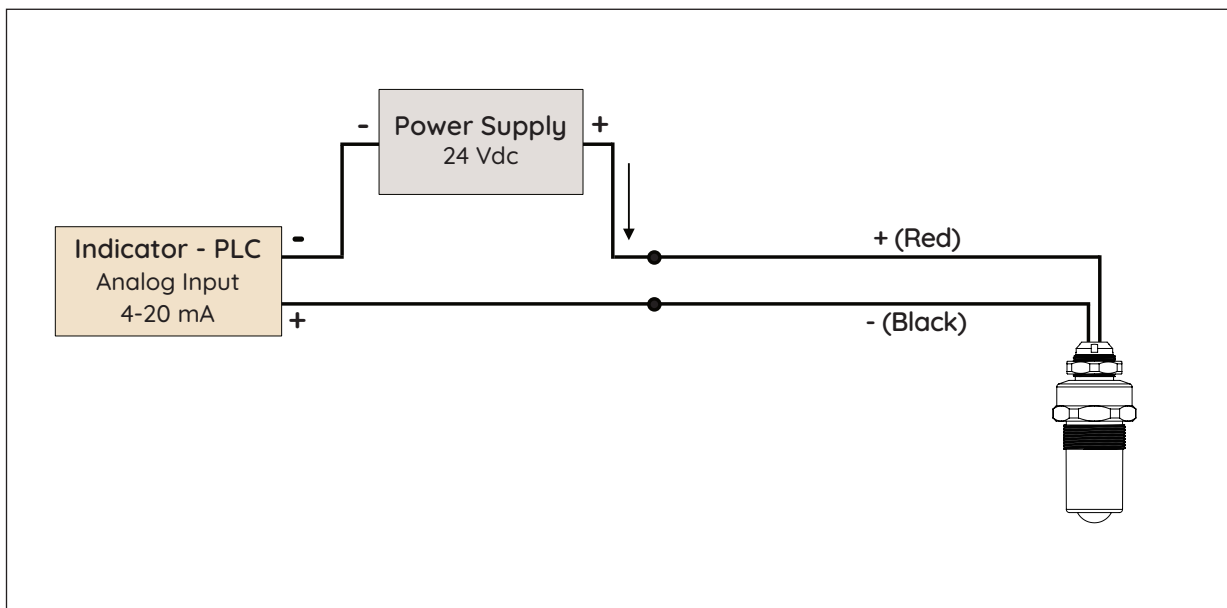 - Power Supply +
24 Vdc
Indicator - PLC -
Analog Input
4-20 mA
+
+ (Red)
- (Black)